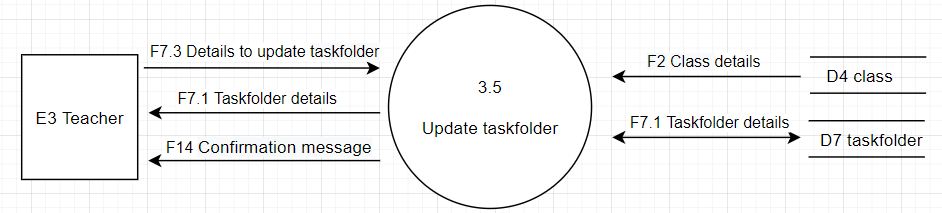 F7.3 Details to update taskfolder
E3 Teacher
F7.1 Taskfolder details
F14 Confirmation message
3.5
Update taskfolder
F2 Class details
D4 class
F7.1 Taskfolder details
D7 taskfolder